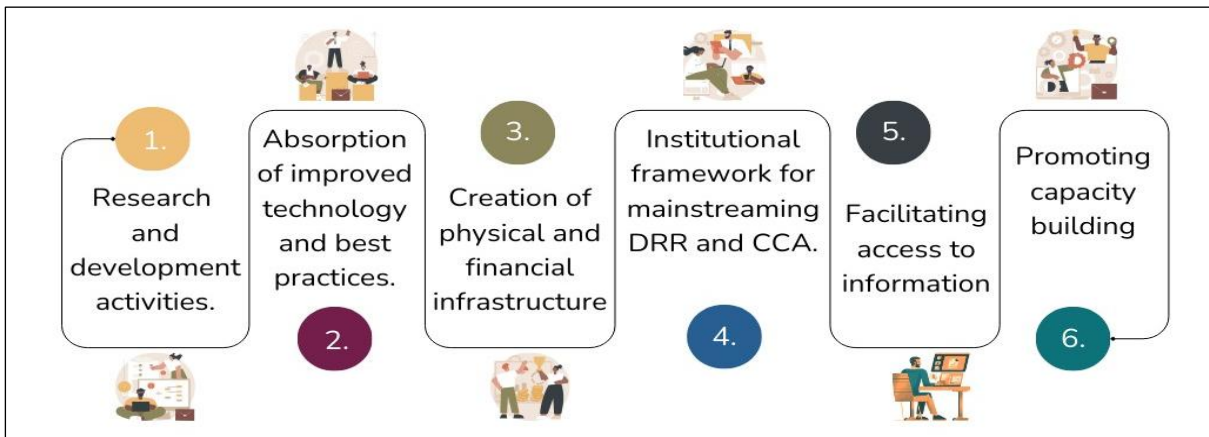 1.
Research
and
development
activities.
Absorption
of improved
technology
and best
practices.
2.
3.
Creation of
physical and
financial
infrastructure
Institutional
framework for
mainstreaming
DRR and CCA.
4.
5.
Facilitating
access to
information
Promoting
capacity
building
6.